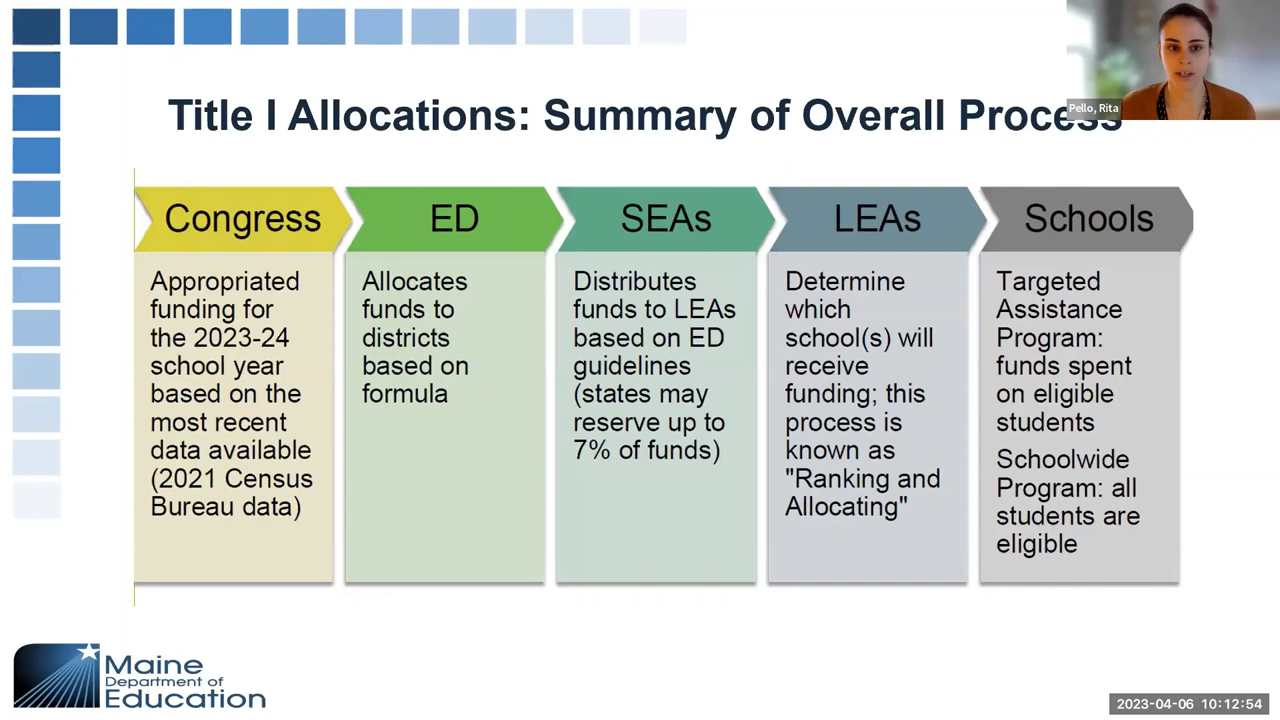 Pello, Rita
Title I Allocations: Summary of Overall Process
Congress
Appropriated
funding for
the 2023-24
school year
based on the
most recent
data available
(2021 Census
Bureau data)
ED
Allocates
funds to
districts
based on
formula
SEAs
Distributes
funds to LEAs
based on ED
guidelines
(states may
reserve up to
7% of funds)
LEAs
Determine
which
school(s) will
receive
funding; this
process is
known as
"Ranking and
Allocating"
Schools
Targeted
Assistance
Program:
funds spent
on eligible
students
Schoolwide
Program: all
students are
eligible
Maine
Department of
Education
2023-04-06 10:12:54